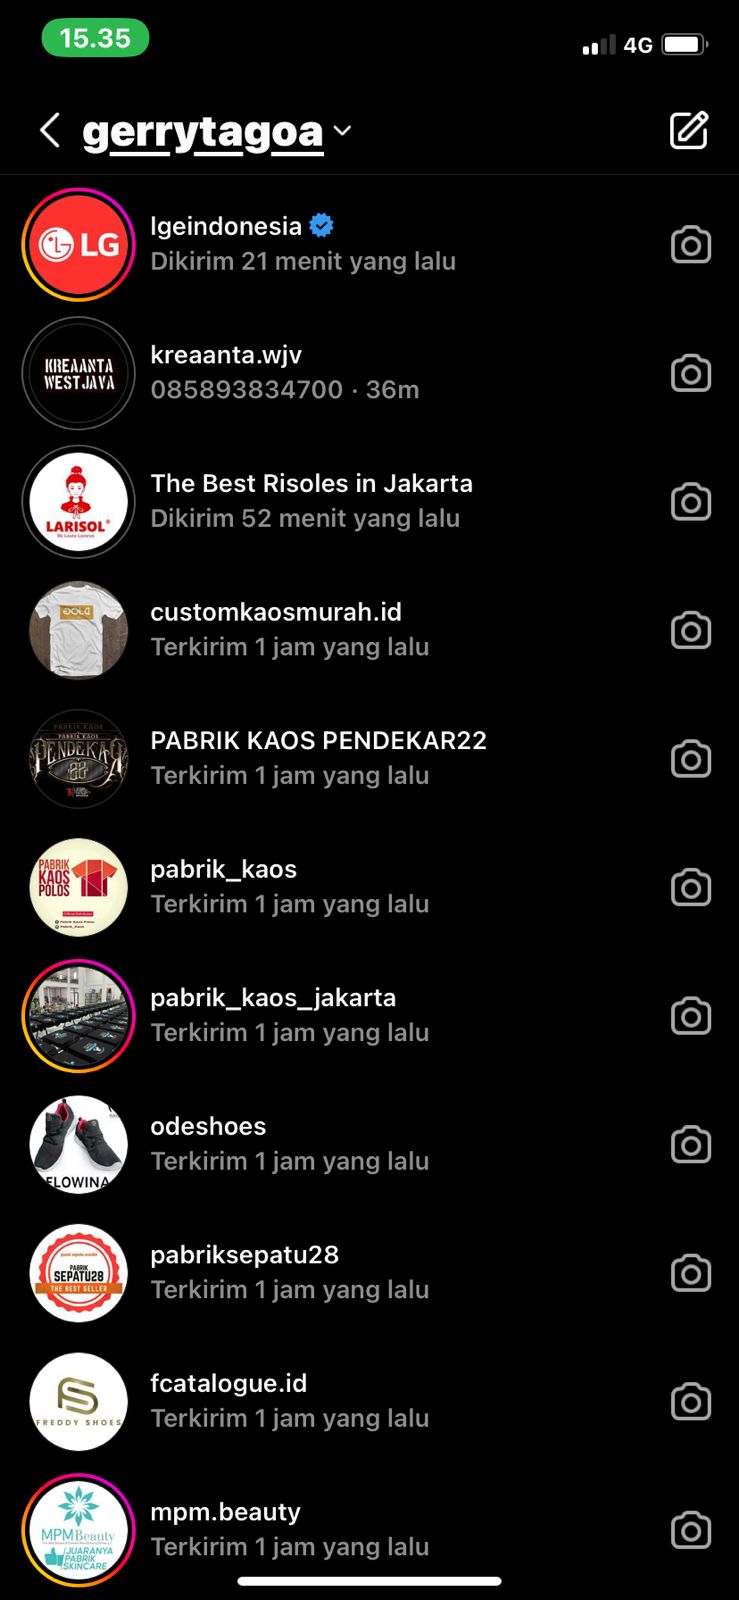 15.35
4G
gerrytagoa
LG
lgeindonesia
Dikirim 21 menit yang lalu
KREAANTA
WEST JAVA
kreaanta.wjv
085893834700 · 36m
LARISOL
The Best Risoles in Jakarta
Dikirim 52 menit yang lalu
customkaosmurah.id
Terkirim 1 jam yang lalu
PABRIK KAOS
PENDEKAR
22
PABRIK KAOS PENDEKAR22
Terkirim 1 jam yang lalu
PABRIK
KAOS
POLOS
pabrik_kaos
Terkirim 1 jam yang lalu
pabrik_kaos_jakarta
Terkirim 1 jam yang lalu
ELOWINA
odeshoes
Terkirim 1 jam yang lalu
PABRIK
SEPATU28
THE BEST SELLER
pabriksepatu28
Terkirim 1 jam yang lalu
FREDDY SHOES
fcatalogue.id
Terkirim 1 jam yang lalu
MPMBeauty
JUARANYA
PABRIK
SKINCARE
mpm.beauty
Terkirim 1 jam yang lalu